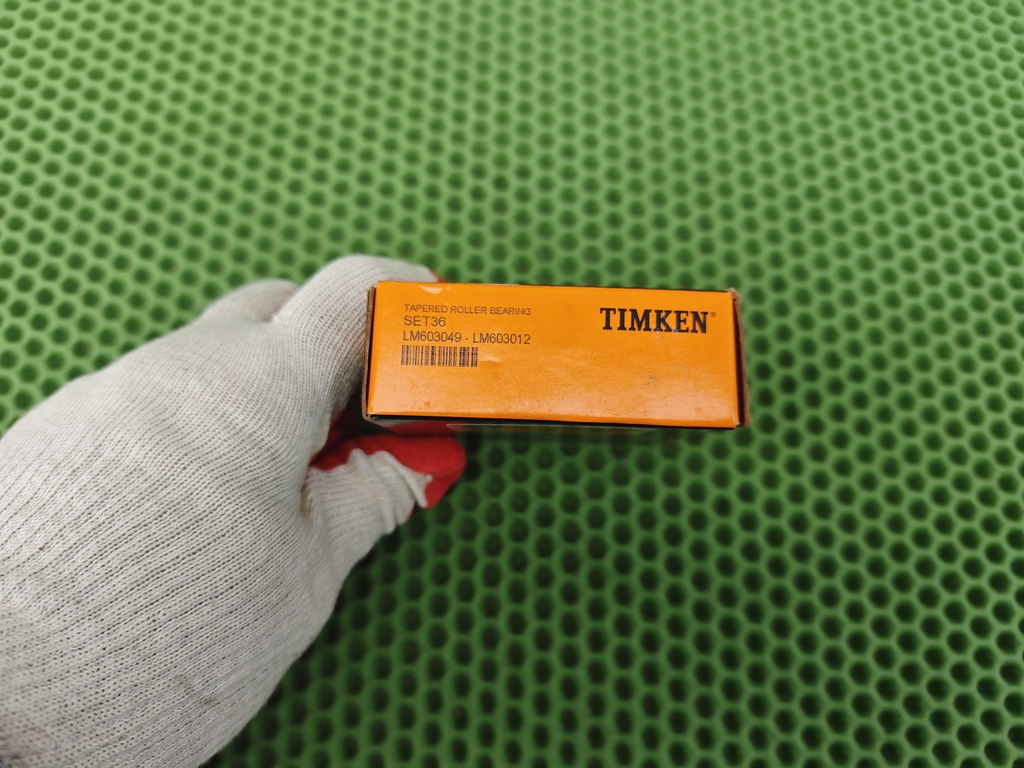 TAPERED ROLLER BEARING
SET36
LM603049 - LM603012
TIMKEN®